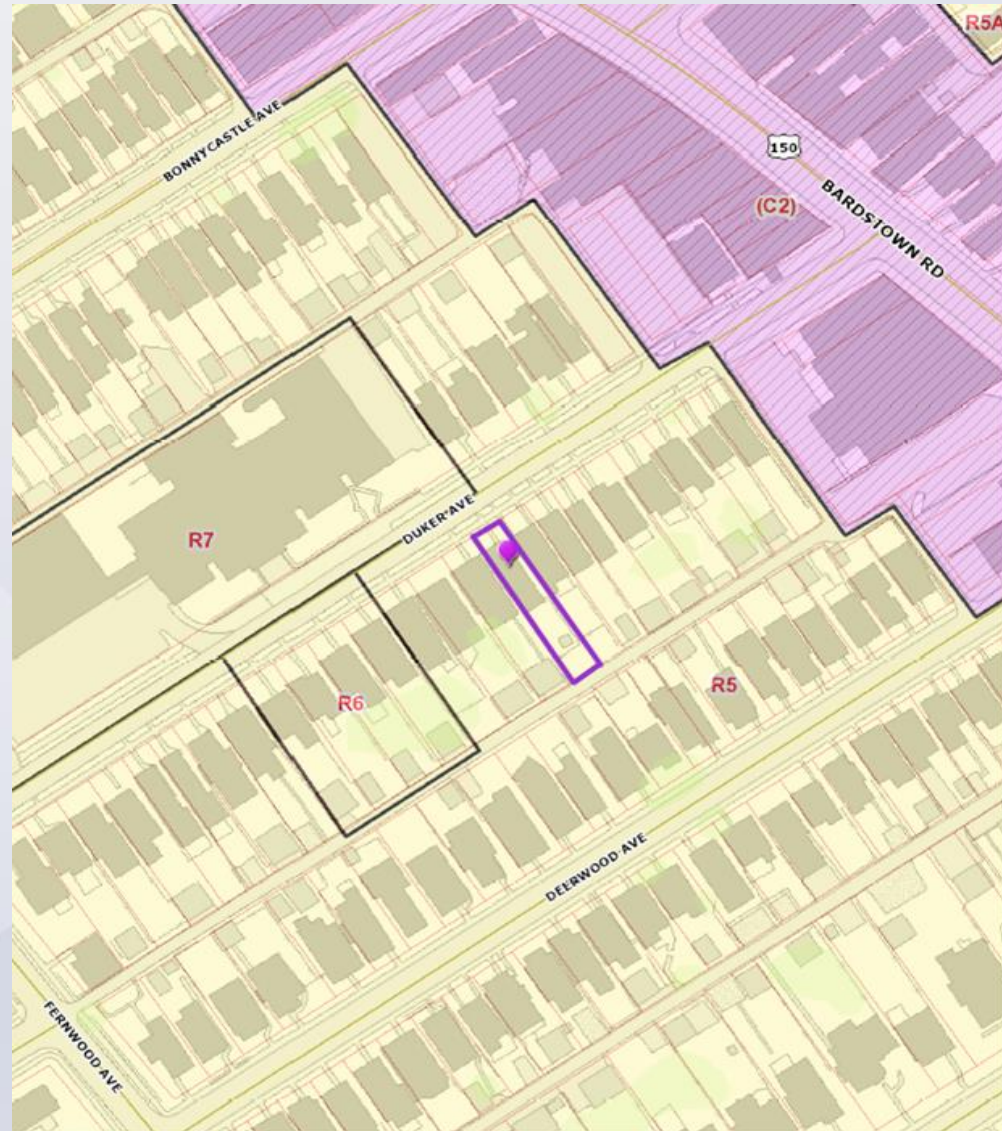 R5A
BONNYCASTLE AVE
150
(C2)
BARDSTOWN RD
DUKER AVE
R7
R5
R6
DEERWOOD AVE
FERNWOOD AVE